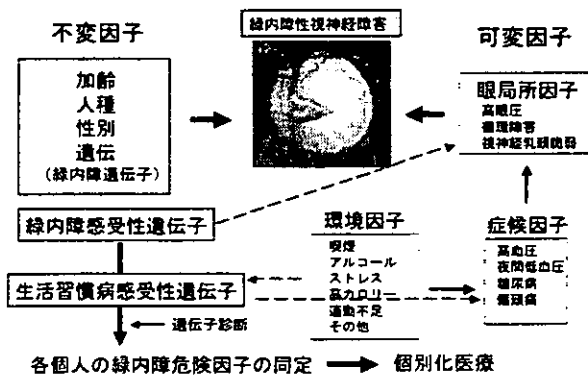 不変因子
緑内障性視神経障害
可変因子
加齢
人種
性別
遺伝
(緑内障遺伝子)
眼局所因子
高眼圧
循環障害
視神経乳頭脆弱
緑内障感受性遺伝子
環境因子
喫煙
アルコール
ストレス
高カロリー
運動不足
その他
症候因子
高血圧
夜間低血圧
糖尿病
偏頭痛
生活習慣病感受性遺伝子
遺伝子診断
各個人の緑内障危険因子の同定
個別化医療